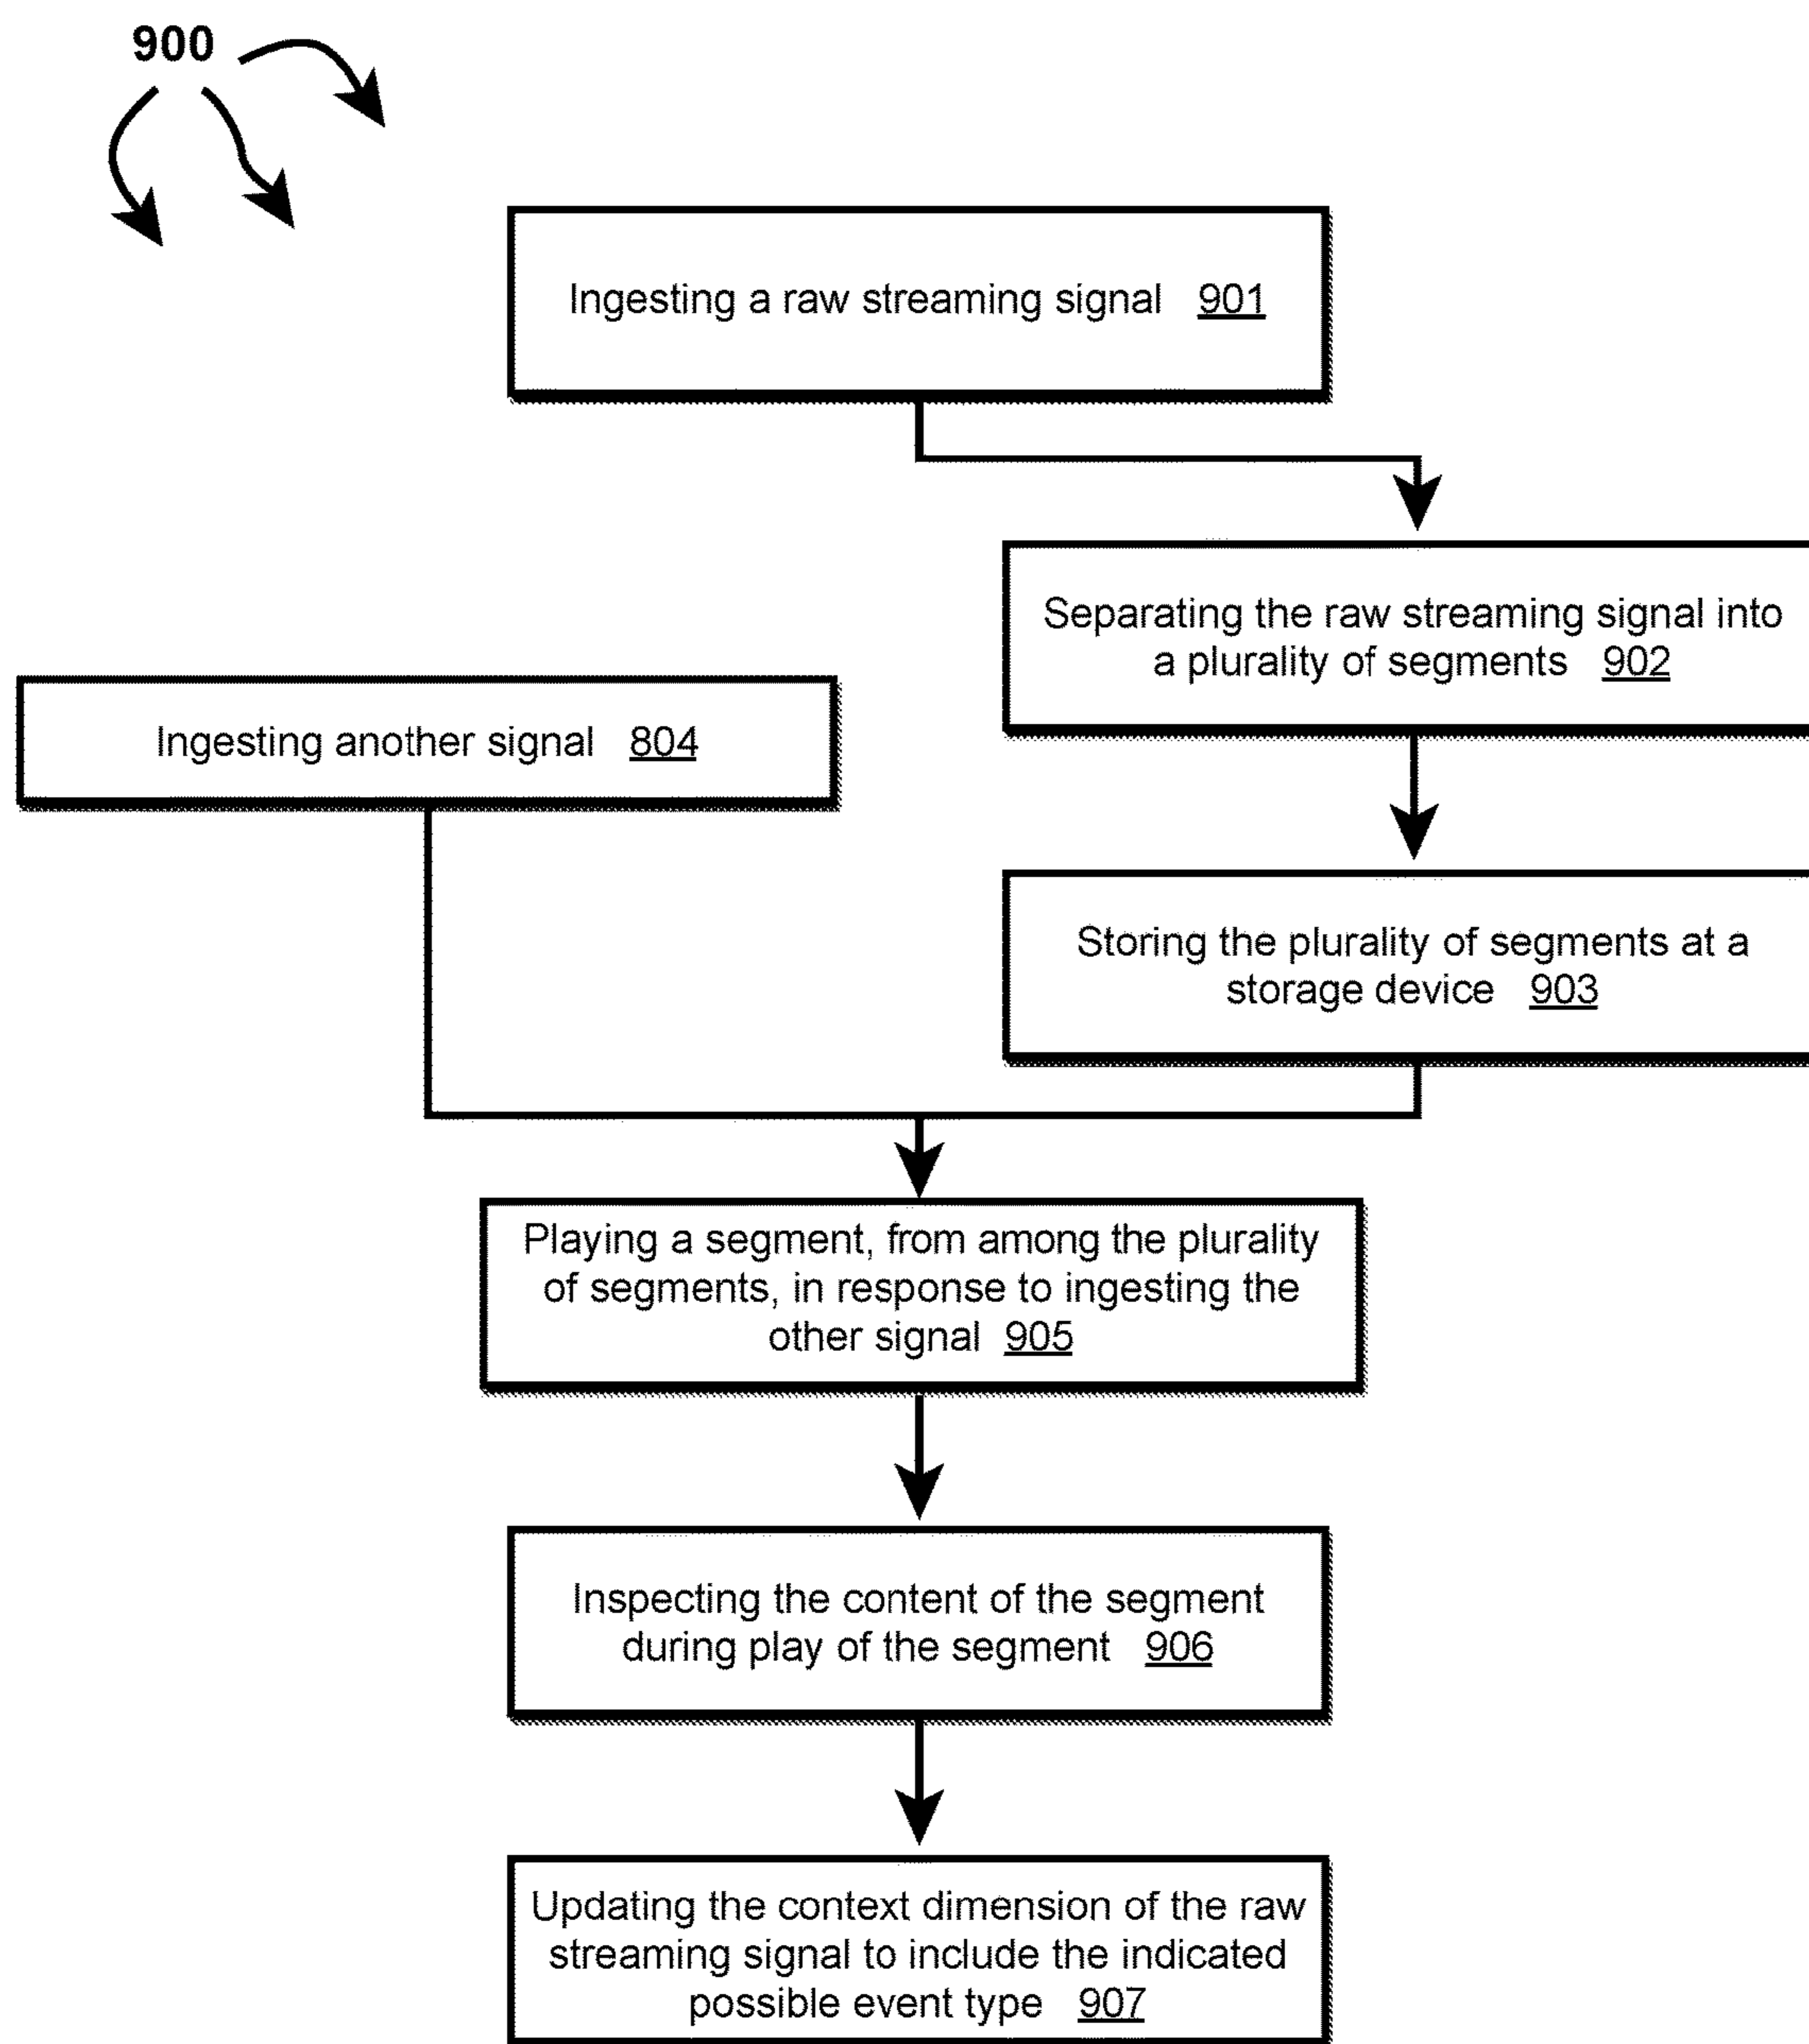 900
Ingesting a raw streaming signal 901
Separating the raw streaming signal into
a plurality of segments 902
Ingesting another signal 804
Storing the plurality of segments at a
storage device 903
Playing a segment, from among the plurality
of segments, in response to ingesting the
other signal 905
Inspecting the content of the segment
during play of the segment 906
Updating the context dimension of the raw
streaming signal to include the indicated
possible event type 907